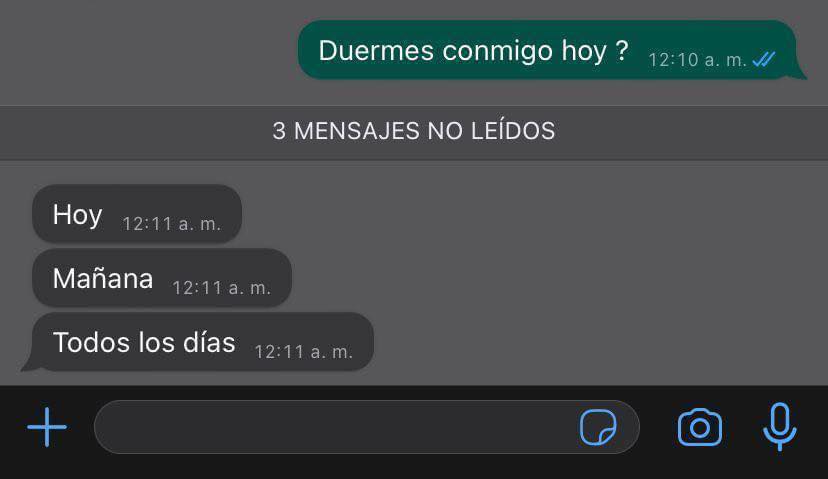 Duermes conmigo hoy ? 12:10 a. m.
3 MENSAJES NO LEÍDOS
Hoy 12:11 a. m.
Mañana 12:11 a. m.
Todos los días 12:11 a. m.